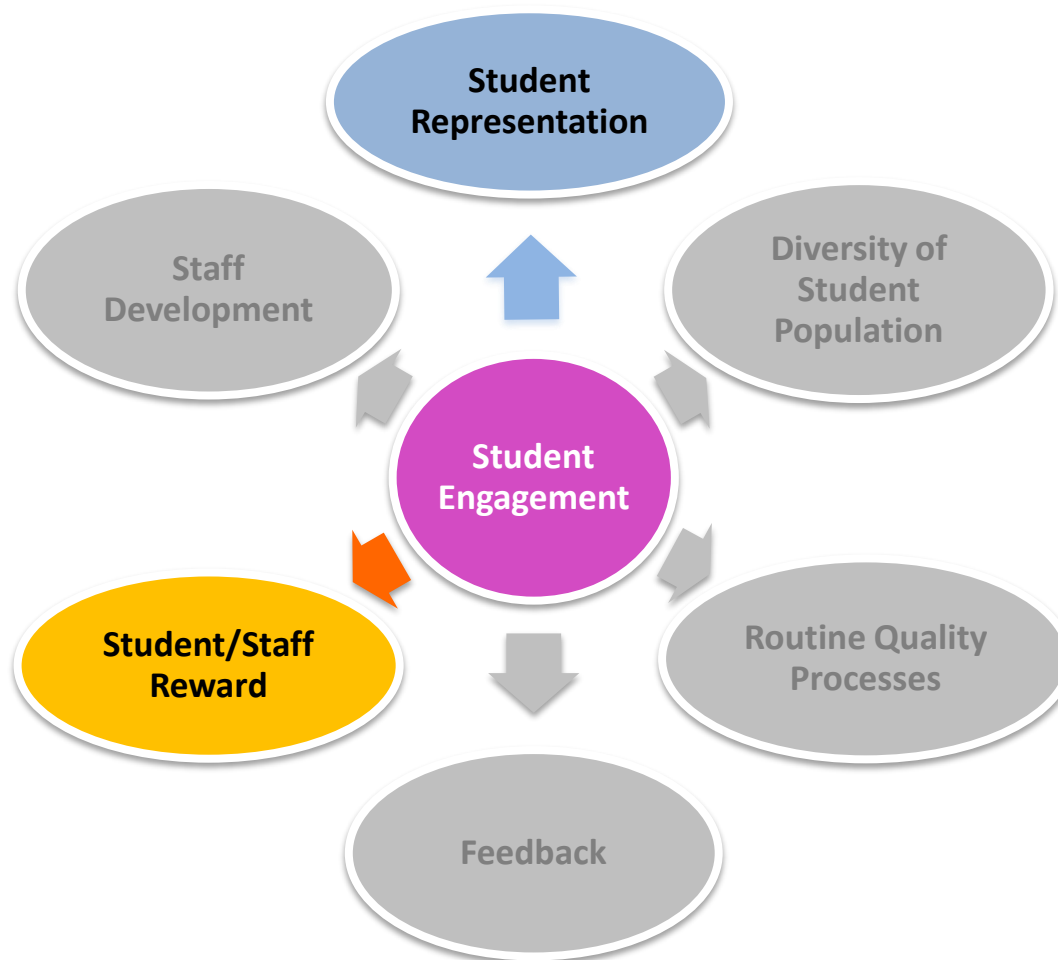 Student
Representation
Staff
Development
Diversity of
Student
Population
Student
Engagement
Student/Staff
Reward
Routine Quality
Processes
Feedback